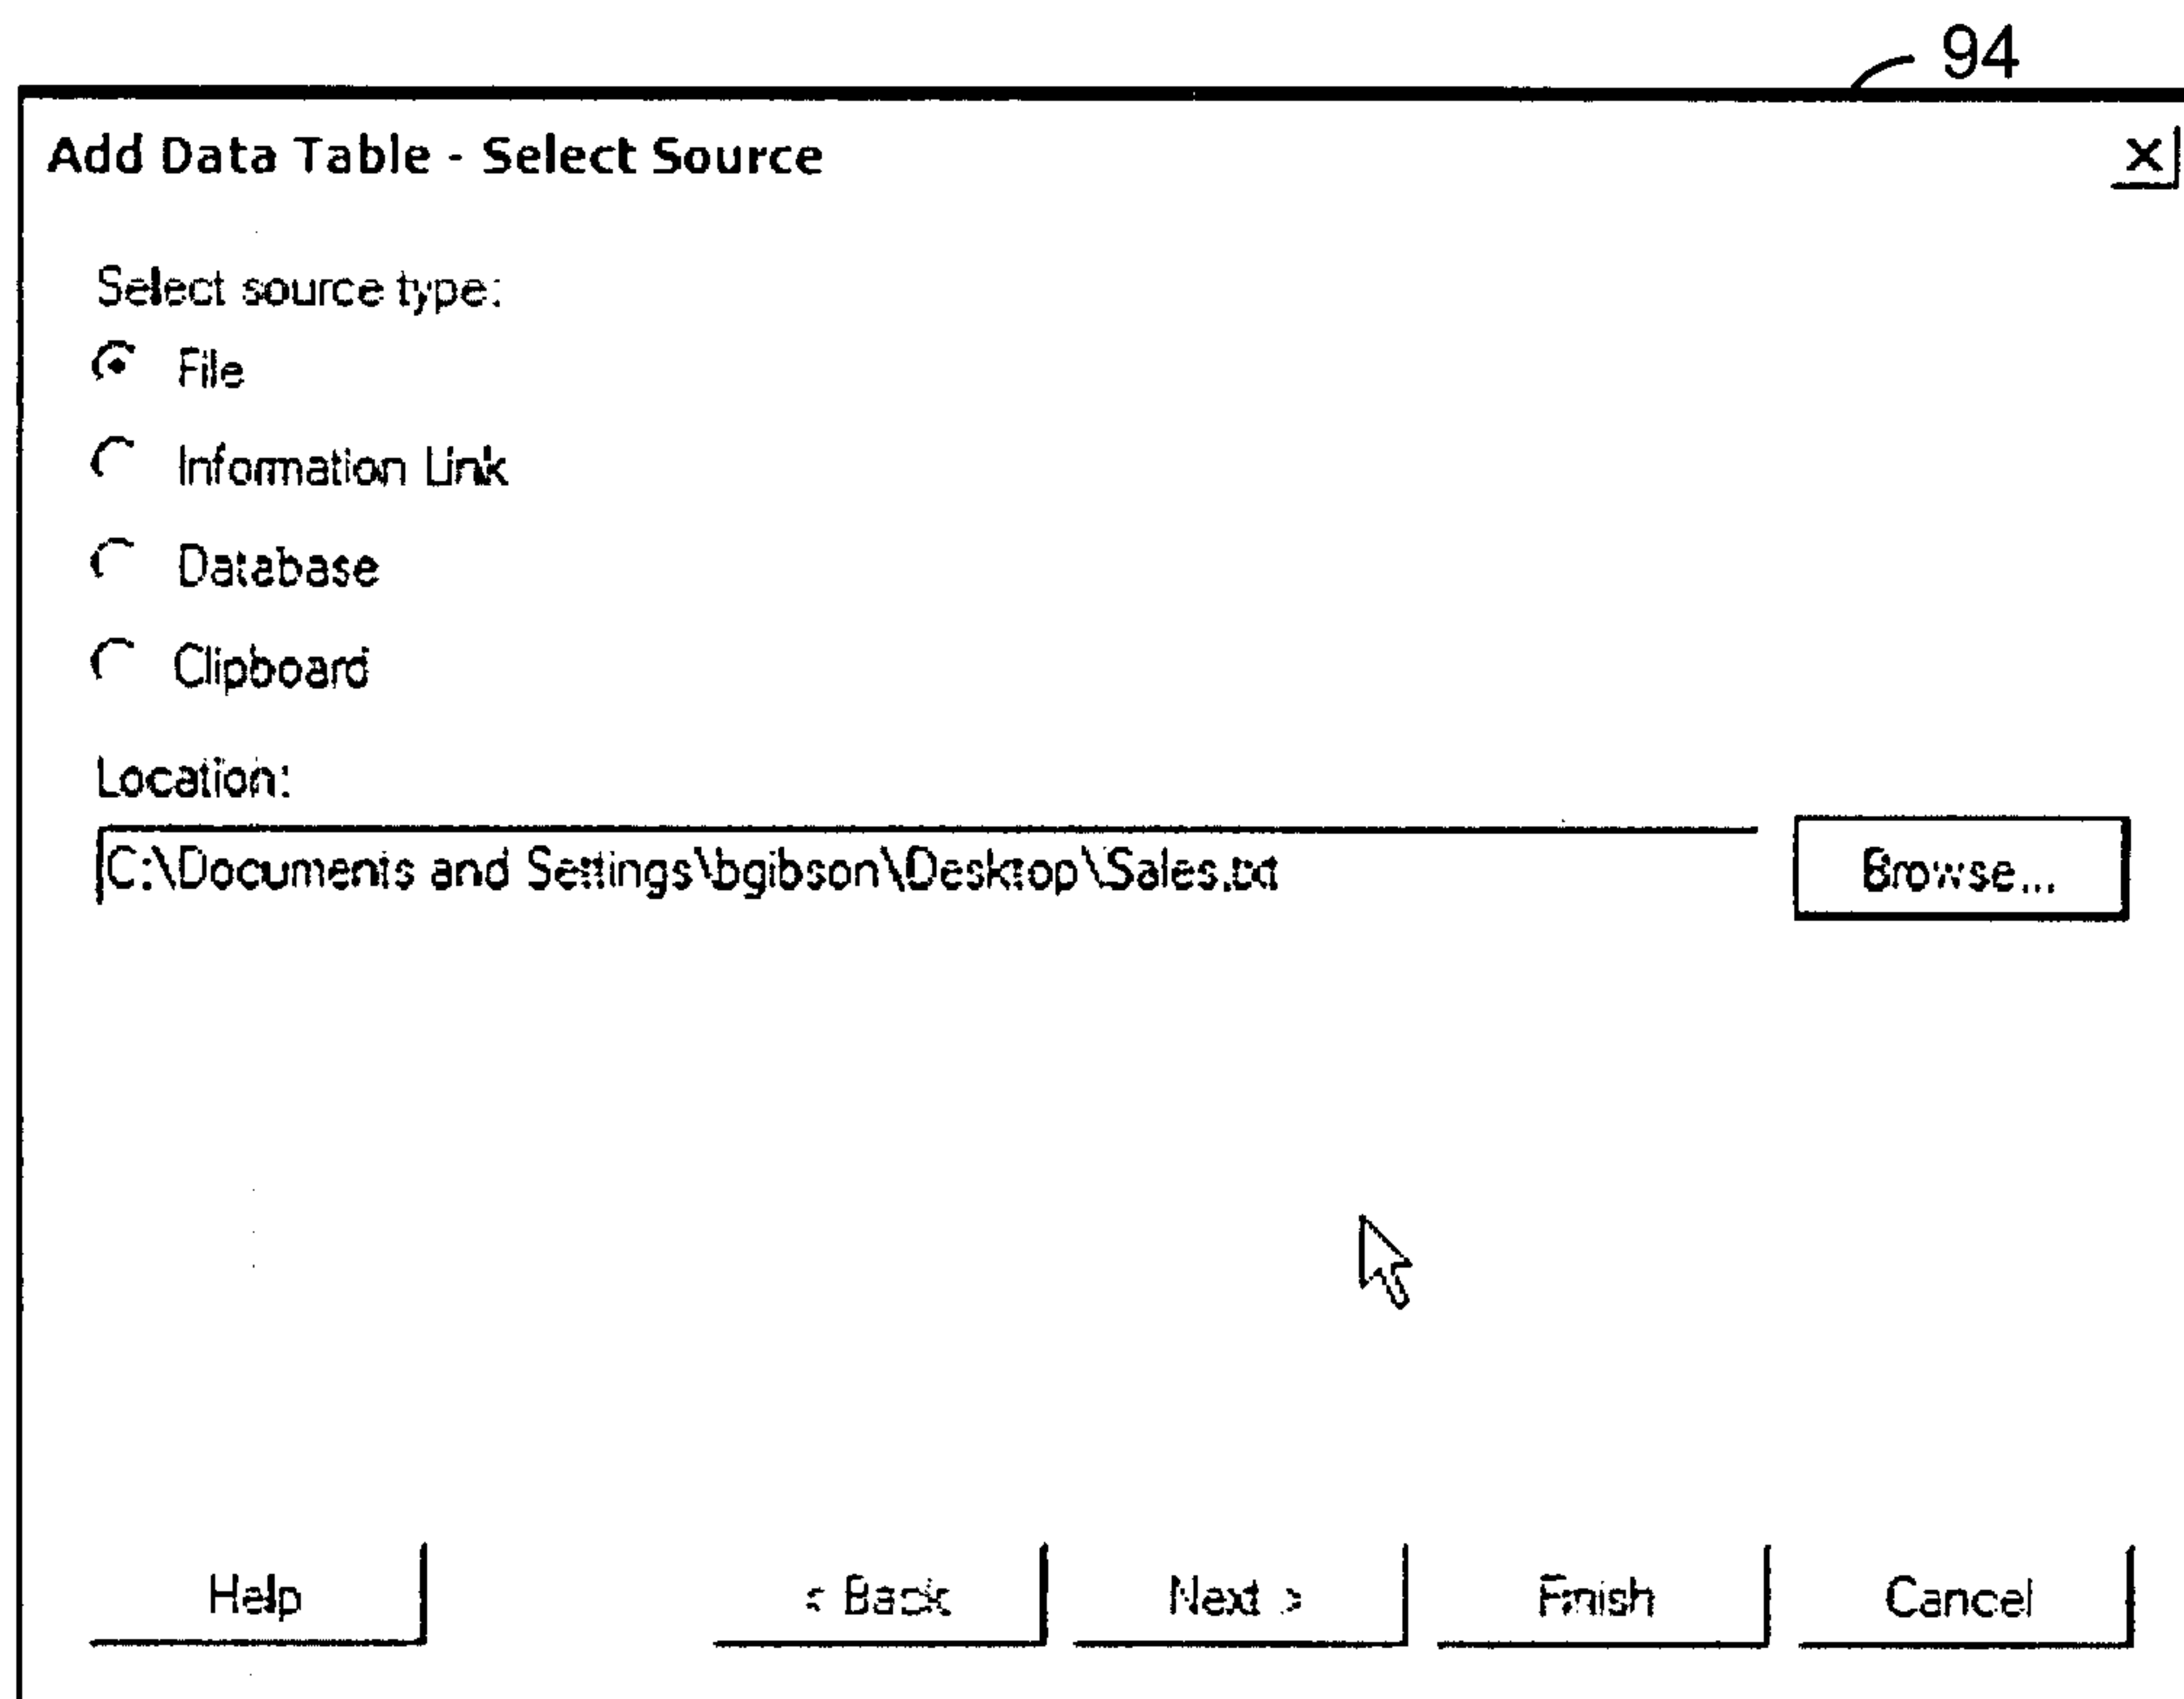 94
Add Data Table - Select Source X
Select source type:
File
Information Link
Database
Clipboard
Location:
C:\Documents and Settings\bgibson\Desktop\Sales.txt Browse...
Help < Back Next > Finish Cancel